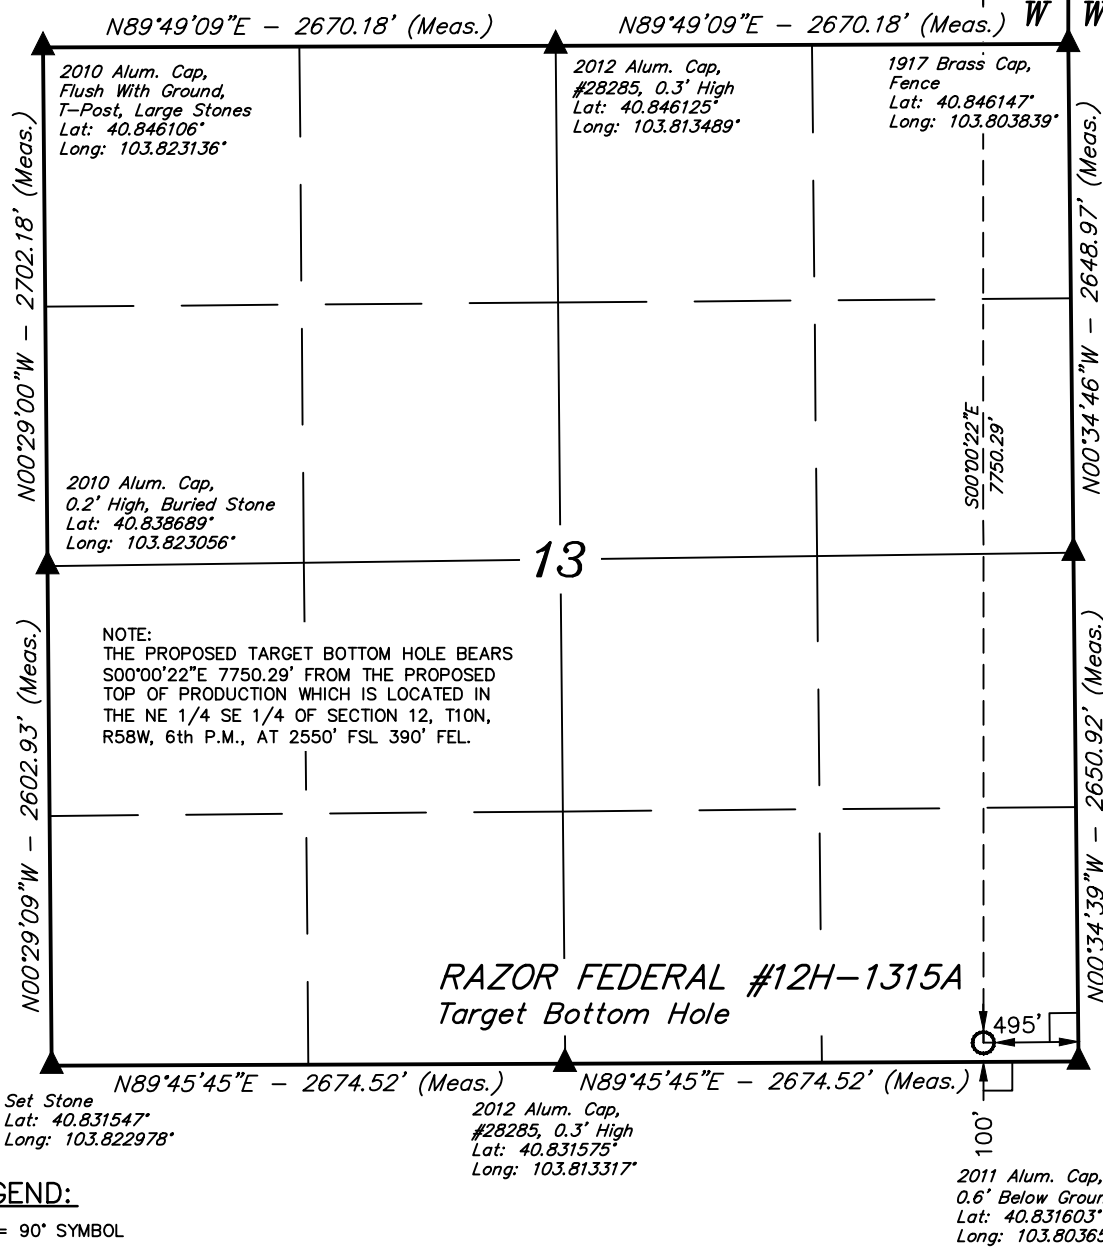 N89°49'09"E - 2670.18' (Meas.)
N89°49'09"E - 2670.18' (Meas.)
W
W
2010 Alum. Cap,
Flush With Ground,
T-Post, Large Stones
Lat: 40.846106°
Long: 103.823136°
2012 Alum. Cap,
#28285, 0.3' High
Lat: 40.846125°
Long: 103.813489°
1917 Brass Cap,
Fence
Lat: 40.846147°
Long: 103.803839°
N00°29'00"W - 2702.18' (Meas.)
N00°34'46"W - 2648.97' (Meas.)
S00°00'22"E
7750.29'
2010 Alum. Cap,
0.2' High, Buried Stone
Lat: 40.838689°
Long: 103.823056°
13
NOTE:
THE PROPOSED TARGET BOTTOM HOLE BEARS
S00°00'22"E 7750.29' FROM THE PROPOSED
TOP OF PRODUCTION WHICH IS LOCATED IN
THE NE 1/4 SE 1/4 OF SECTION 12, T10N,
R58W, 6th P.M., AT 2550' FSL 390' FEL.
N00°29'09"W - 2602.93' (Meas.)
N00°34'39"W - 2650.92' (Meas.)
RAZOR FEDERAL #12H-1315A
Target Bottom Hole
495'
N89°45'45"E - 2674.52' (Meas.)
N89°45'45"E - 2674.52' (Meas.)
Set Stone
Lat: 40.831547°
Long: 103.822978°
2012 Alum. Cap,
#28285, 0.3' High
Lat: 40.831575°
Long: 103.813317°
100'
2011 Alum. Cap,
0.6' Below Groun
Lat: 40.831603°
Long: 103.80365
GEND:
= 90° SYMBOL